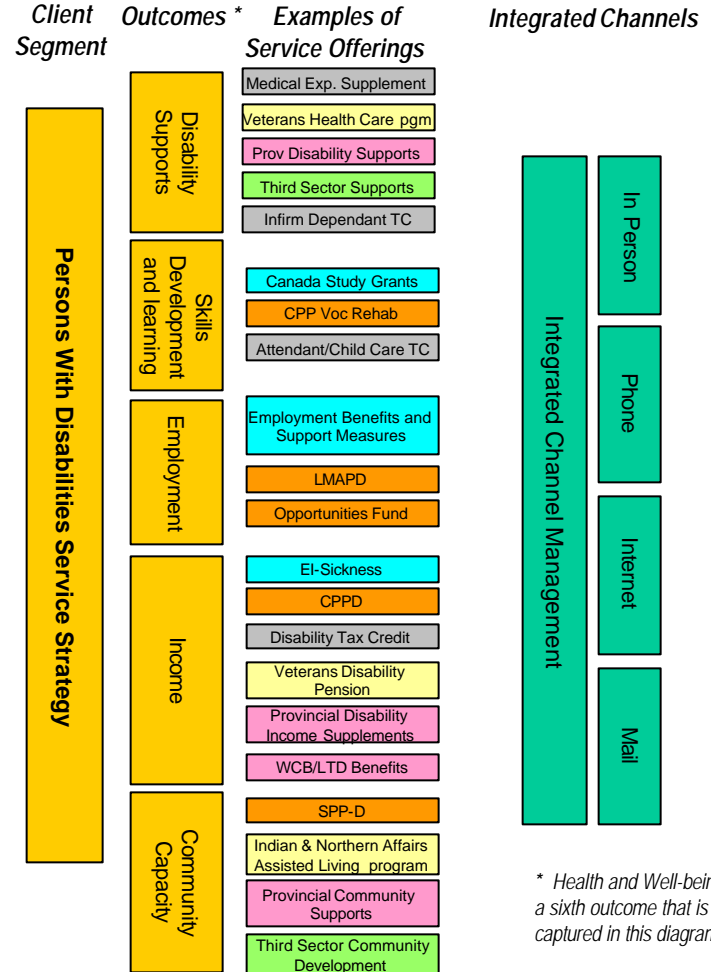 Client
Segment
Outcomes *
Examples of
Service Offerings
Integrated Channels
Persons With Disabilities Service Strategy
Disability
Supports
Medical Exp. Supplement
Veterans Health Care pgm
Prov Disability Supports
Third Sector Supports
Infirm Dependant TC
Skills
Development
and learning
Canada Study Grants
CPP Voc Rehab
Attendant/Child Care TC
Employment
Employment Benefits and
Support Measures
LMAPD
Opportunities Fund
Income
EI-Sickness
CPPD
Disability Tax Credit
Veterans Disability
Pension
Provincial Disability
Income Supplements
WCB/LTD Benefits
Community
Capacity
SPP-D
Indian & Northern Affairs
Assisted Living program
Provincial Community
Supports
Third Sector Community
Development
Integrated Channel Management
In Person
Phone
Internet
Mail
* Health and
a sixth outcome that is
captured in this